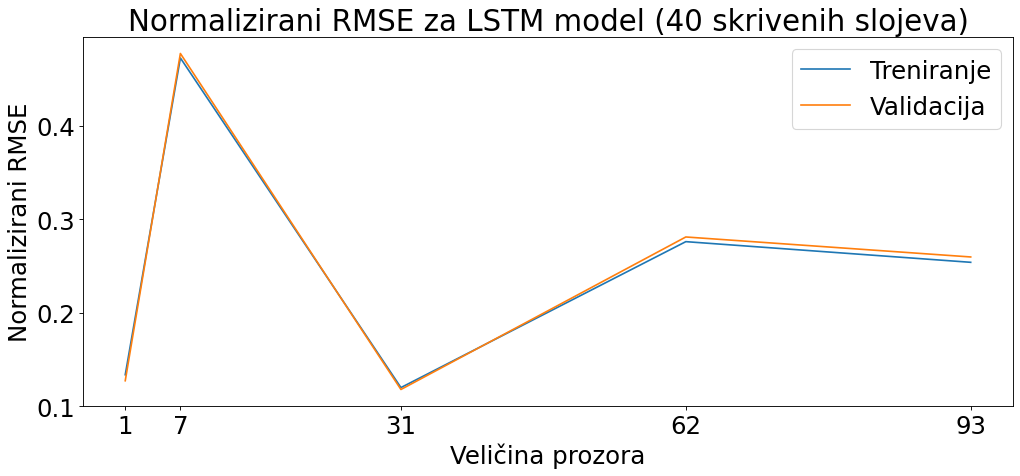 Normalizirani RMSE za LSTM model (40 skrivenih slojeva)
Treniranje
Validacija
Normalizirani RMSE
0.4
0.3
0.2
0.1
1 7 31 62 93
Veličina prozora